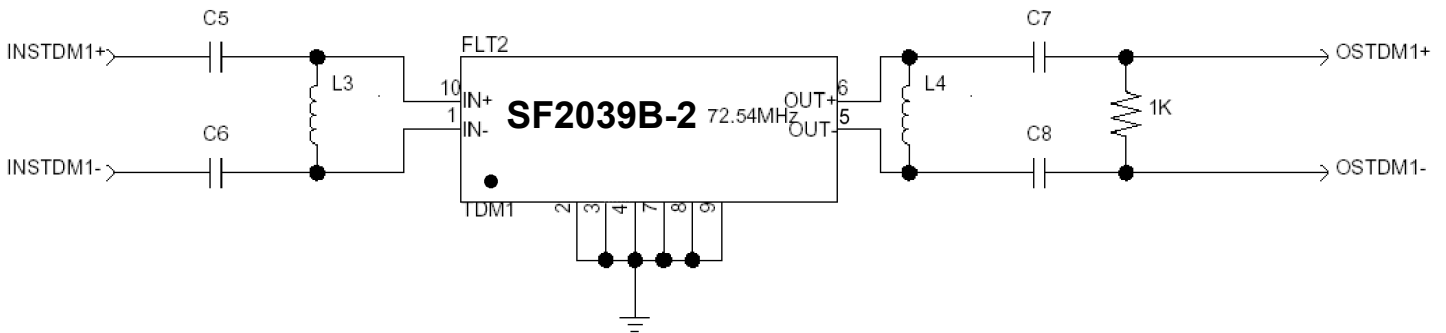 C5
C7
INSTDM1+
FLT2
OSTDM1+
L3
L4
10
IN+
SF2039B-2
72.54MHz
OUT+
6
1K
1
IN-
OUT-
5
C6
C8
INSTDM1-
OSTDM1-
TDM1
2
3
4
7
8
9